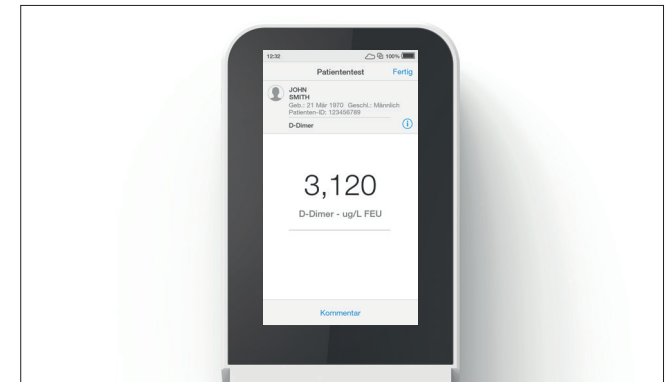 12:32 100%
Patiententest Fertig
JOHN
SMITH
Geb.: 21 Mär 1970 Geschl.: Männlich
Patienten-ID: 123456789
D-Dimer
3,120
D-Dimer - ug/L FEU
Kommentar